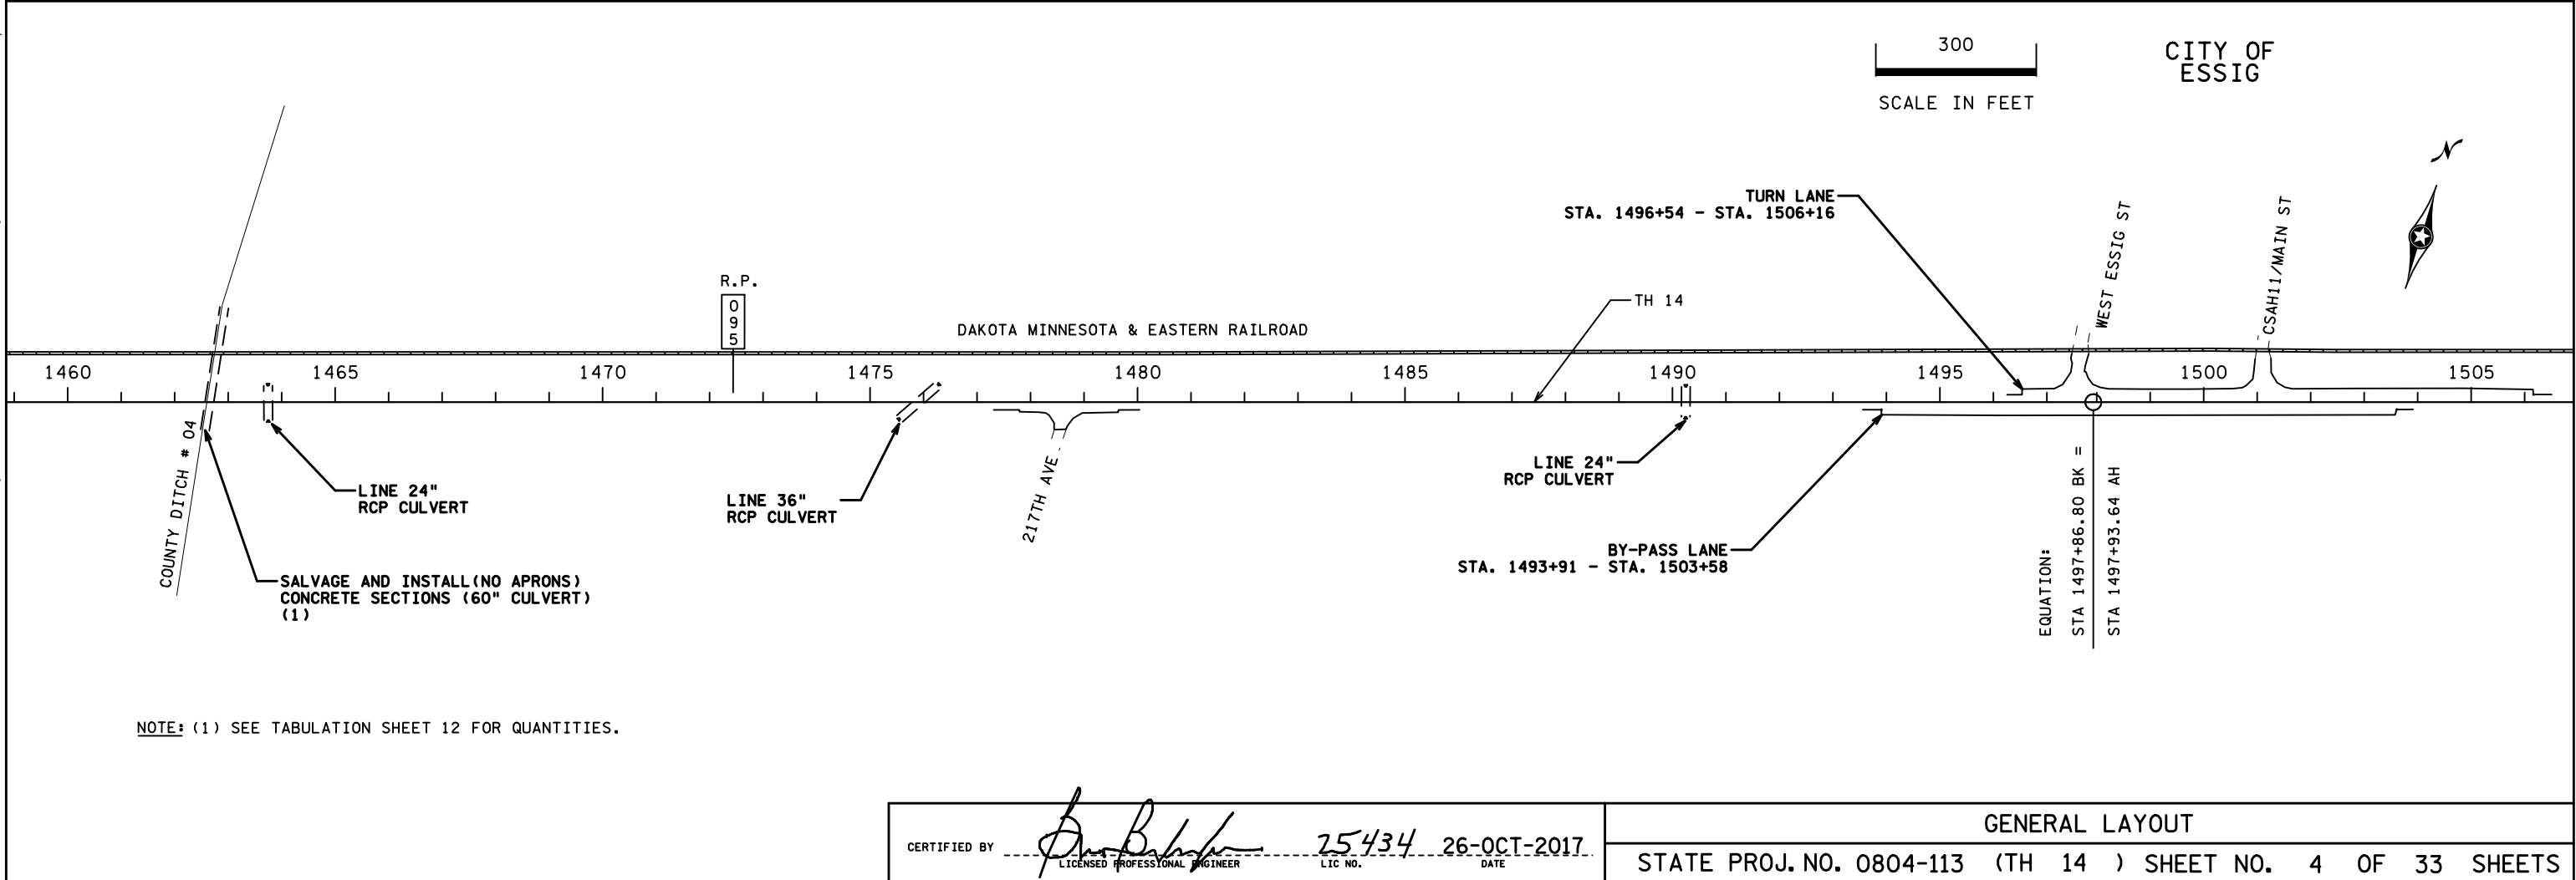 300
SCALE IN FEET
CITY OF
ESSIG
N
TURN LANE
STA. 1496+54 - STA. 1506+16
WEST ESSIG ST
CSAH11/MAIN ST
R.P.
0
9
5
TH 14
DAKOTA MINNESOTA & EASTERN RAILROAD
1460 1465 1470 1475 1480 1485 1490 1495 1500 1505
COUNTY DITCH # 04
LINE 24"
RCP CULVERT
LINE 36"
RCP CULVERT
217TH AVE.
LINE 24"
RCP CULVERT
BY-PASS LANE
STA. 1493+91 - STA. 1503+58
EQUATION:
STA 1497+86.80 BK =
STA 1497+93.64 AH
SALVAGE AND INSTALL(NO APRONS)
CONCRETE SECTIONS (60" CULVERT)
(1)
NOTE: (1) SEE TABULATION SHEET 12 FOR QUANTITIES.
CERTIFIED BY 25434 26-OCT-2017
LICENSED PROFESSIONAL ENGINEER LIC NO. DATE
GENERAL LAYOUT
STATE PROJ. NO. 0804-113 (TH 14 ) SHEET NO. 4 OF 33 SHEETS